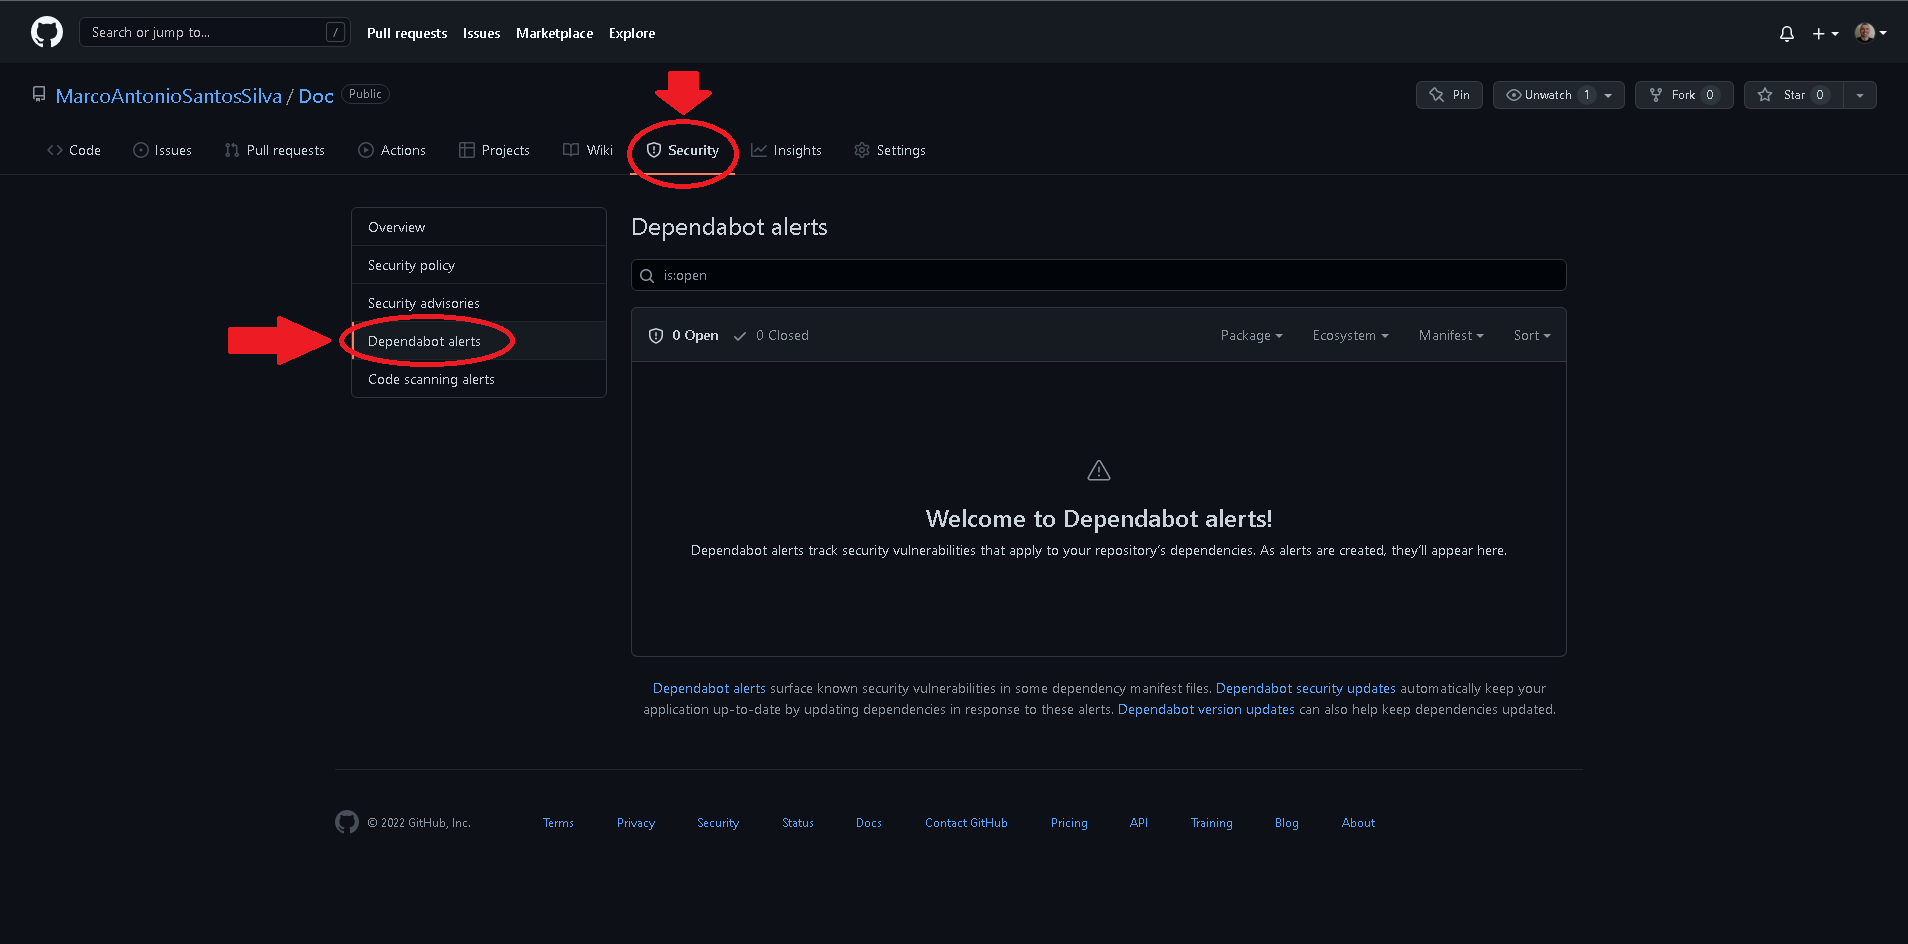 Search or jump to... /
Pull requests Issues Marketplace Explore
MarcoAntonioSantosSilva / Doc Public
Pin Unwatch 1 Fork 0 Star 0
Code Issues Pull requests Actions Projects Wiki Security Insights Settings
Overview
Security policy
Security advisories
Dependabot alerts
Code scanning alerts
Dependabot alerts
is:open
0 Open 0 Closed Package Ecosystem Manifest Sort
Welcome to Dependabot alerts!
Dependabot alerts track security vulnerabilities that apply to your repository's dependencies. As alerts are created, they'll appear here.
Dependabot alerts surface known security vulnerabilities in some dependency manifest files. Dependabot security updates automatically keep your
application up-to-date by updating dependencies in response to these alerts. Dependabot version updates can also help keep dependencies updated.
© 2022 GitHub, Inc. Terms Privacy Security Status Docs Contact GitHub Pricing API Training Blog About